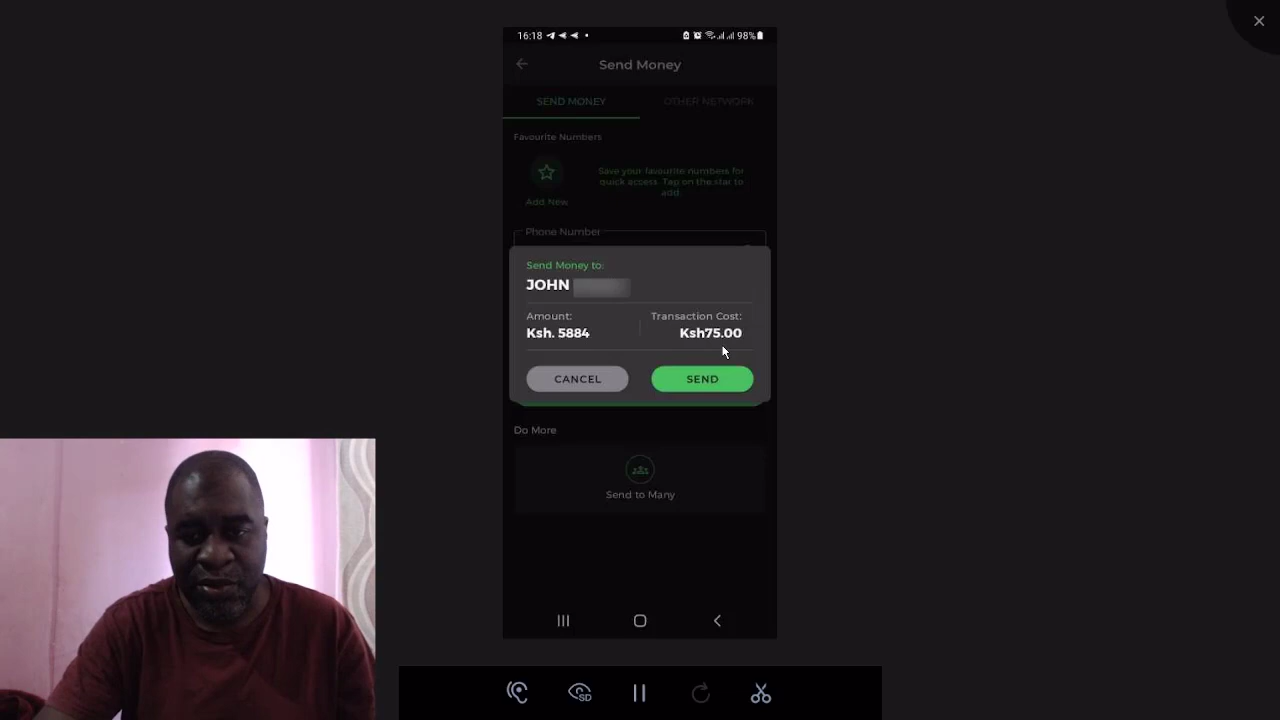 16:18 98%
Send Money
SEND MONEY OTHER NETWORK
Favourite Numbers
Save your favourite numbers for
quick access. Tap on the star to
add.
Add New
Phone Number
Send Money to:
JOHN
Amount: Transaction Cost:
Ksh. 5884 Ksh75.00
CANCEL SEND
Do More
Send to Many
SD